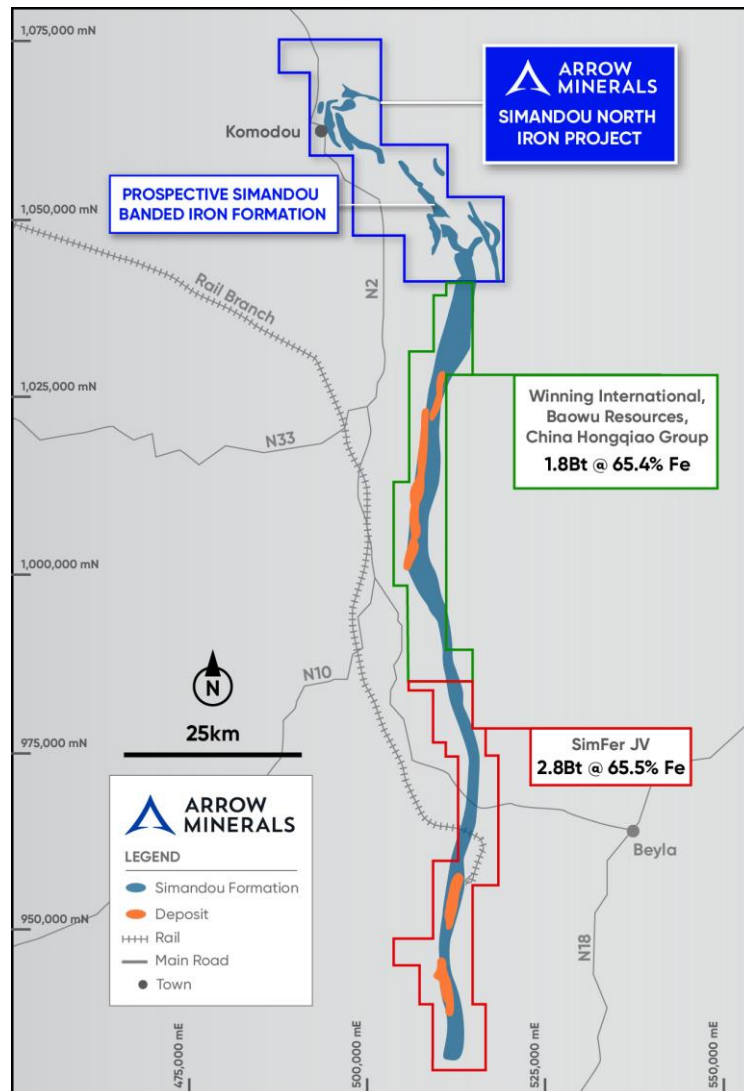 1,075,000 mN
ARROW
MINERALS
SIMANDOU NORTH
IRON PROJECT
Komodou
PROSPECTIVE SIMANDOU
BANDED IRON FORMATION
1,050,000 mN
Rail Branch
N2
1,025,000 mN
N33
Winning International,
Baowu Resources,
China Hongqiao Group
1.8Bt @ 65.4% Fe
1,000,000 mN
N
N10
25km
975,000 mN
SimFer JV
2.8Bt @ 65.5% Fe
ARROW
MINERALS
LEGEND
Simandou Formation
Deposit
Rail
Main Road
Town
Beyla
950,000 mN
N18
475,000 mE
500,000 mE
525,000 mE
550,000 mE